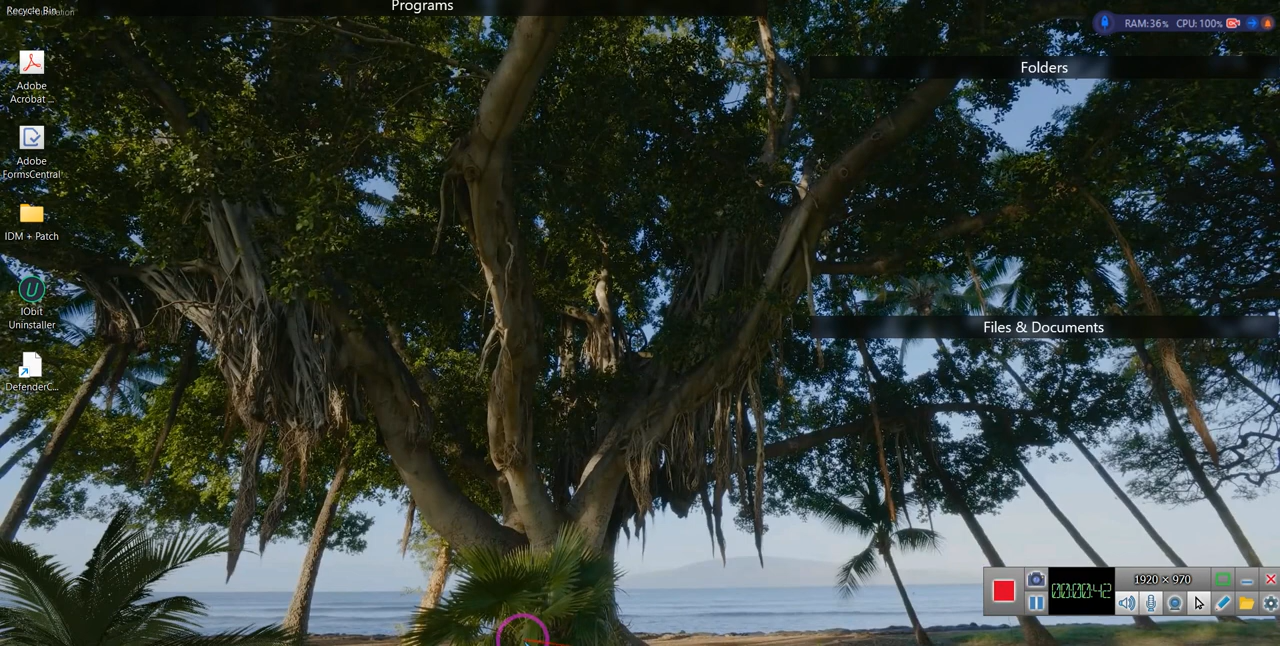 Recycle Bin
Programs
RAM:36% CPU:100%
Folders
Adobe
Acrobat ...
Adobe
FormsCentral
IDM + Patch
U
IObit
Uninstaller
Files & Documents
DefenderC...
00:00:42
1920 × 970